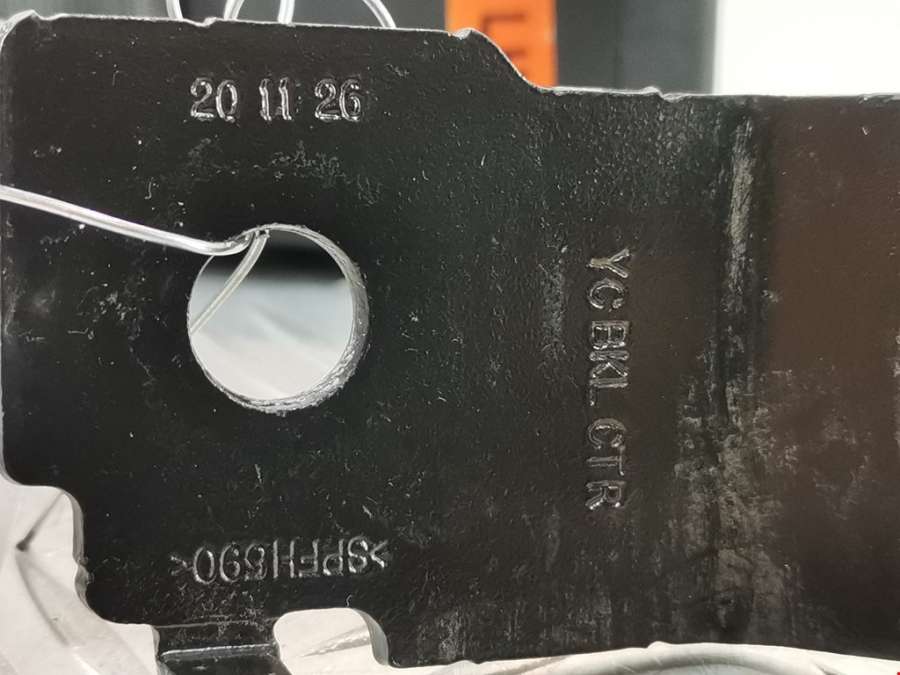 20 11 26
YC BKL CTR
>SPFH590<